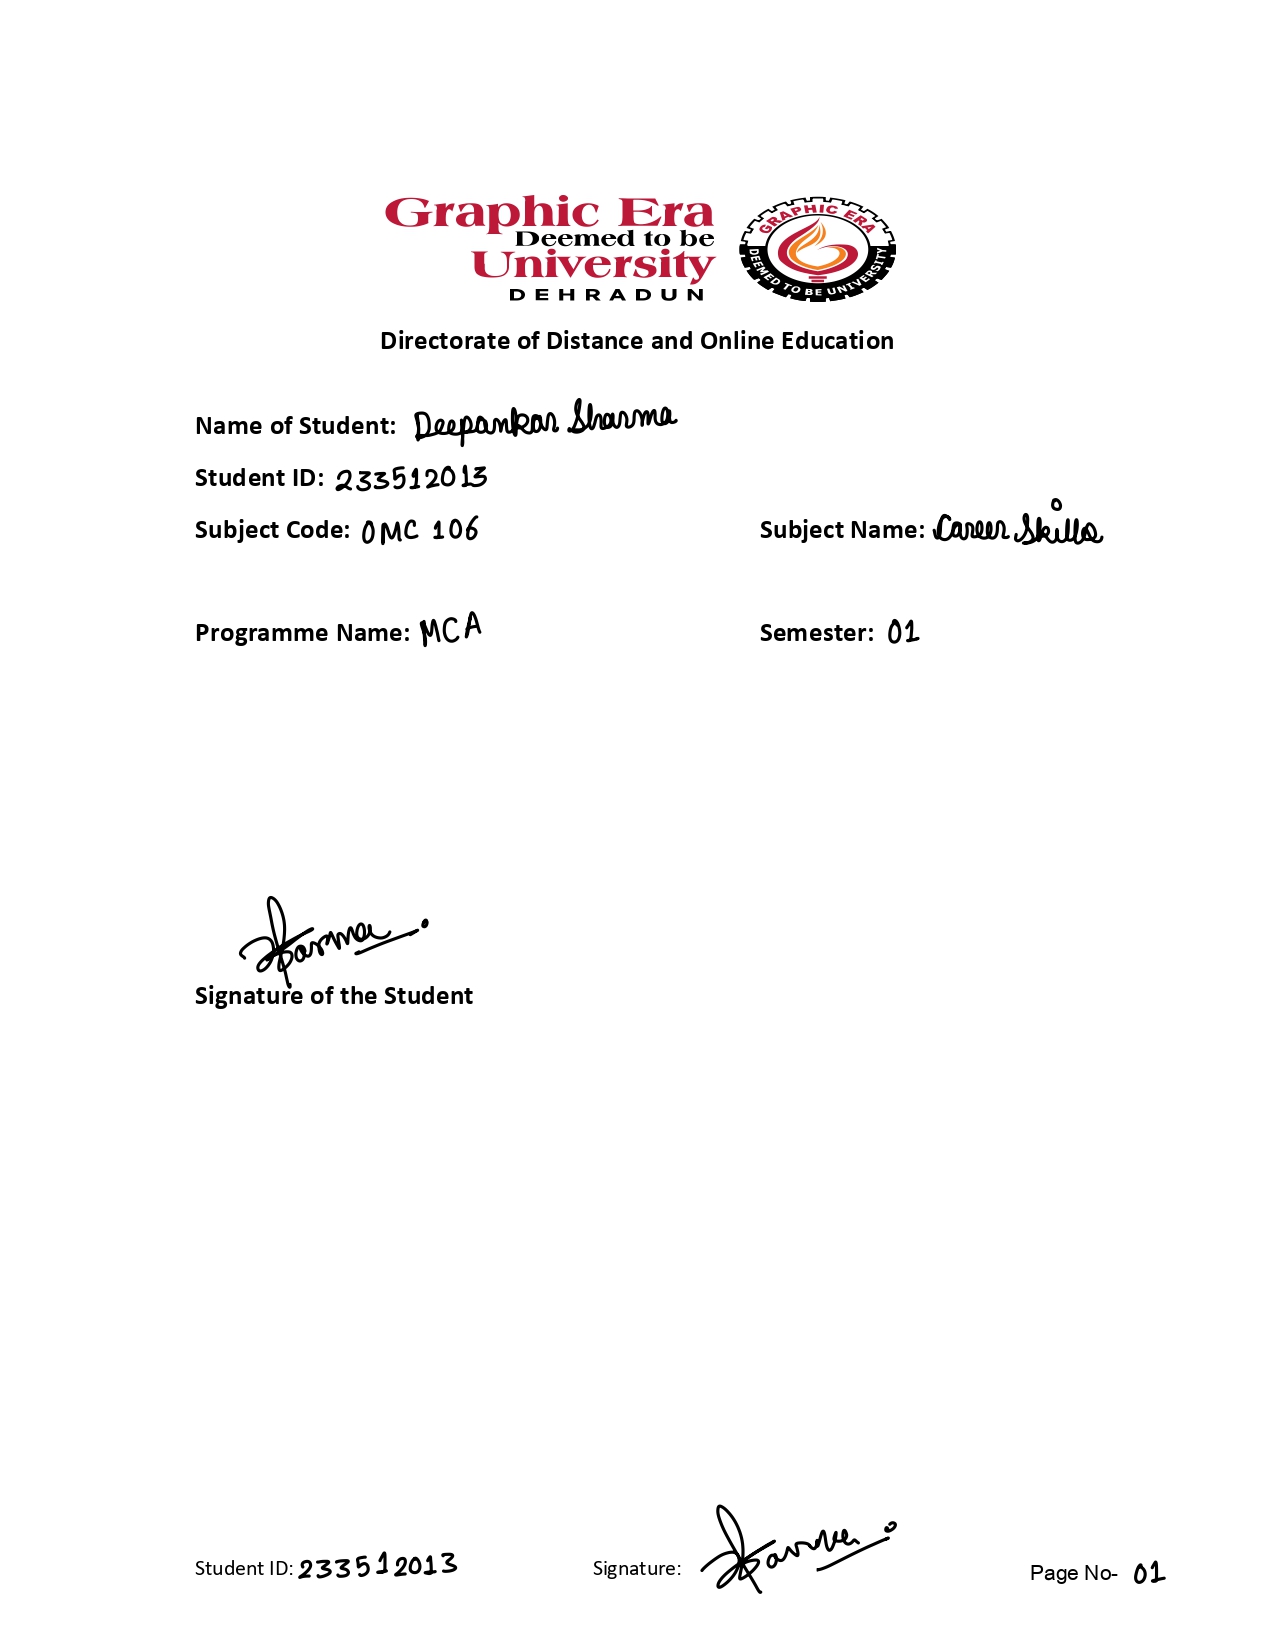 Graphic Era
Deemed to be
University
DEHRADUN
GRAPHIC ERA
DEEMED TO BE UNIVERSITY
Directorate of Distance and Online Education
Name of Student: Deepankar Sharma
Student ID: 233512013
Subject Code: OMC 106 Subject Name: Career Skills
Programme Name: MCA Semester: 01
Sharma
Signature of the Student
Student ID: 233512013 Signature: Sharma Page No- 01